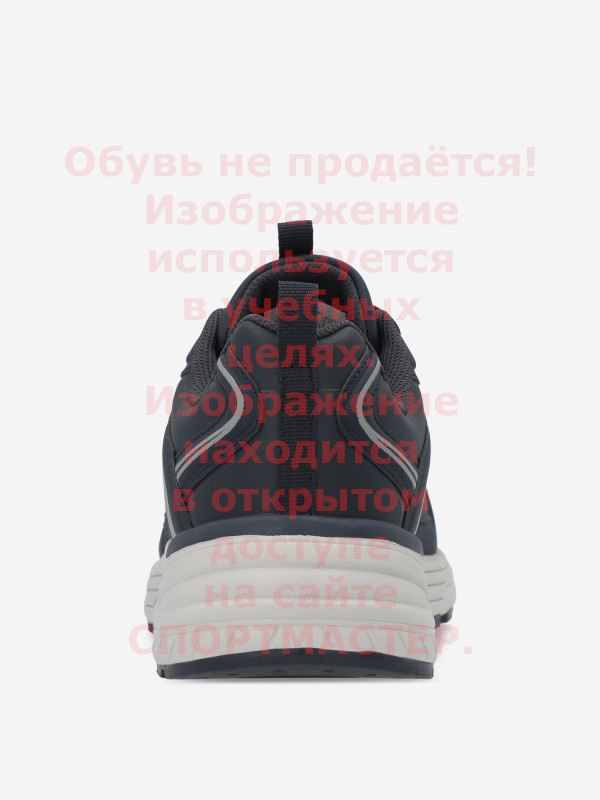 Обувь не продаётся!
Изображение
используется
в учебных
целях.
Изображение
находится
в открытом
доступе
на сайте
СПОРТМАСТЕР.